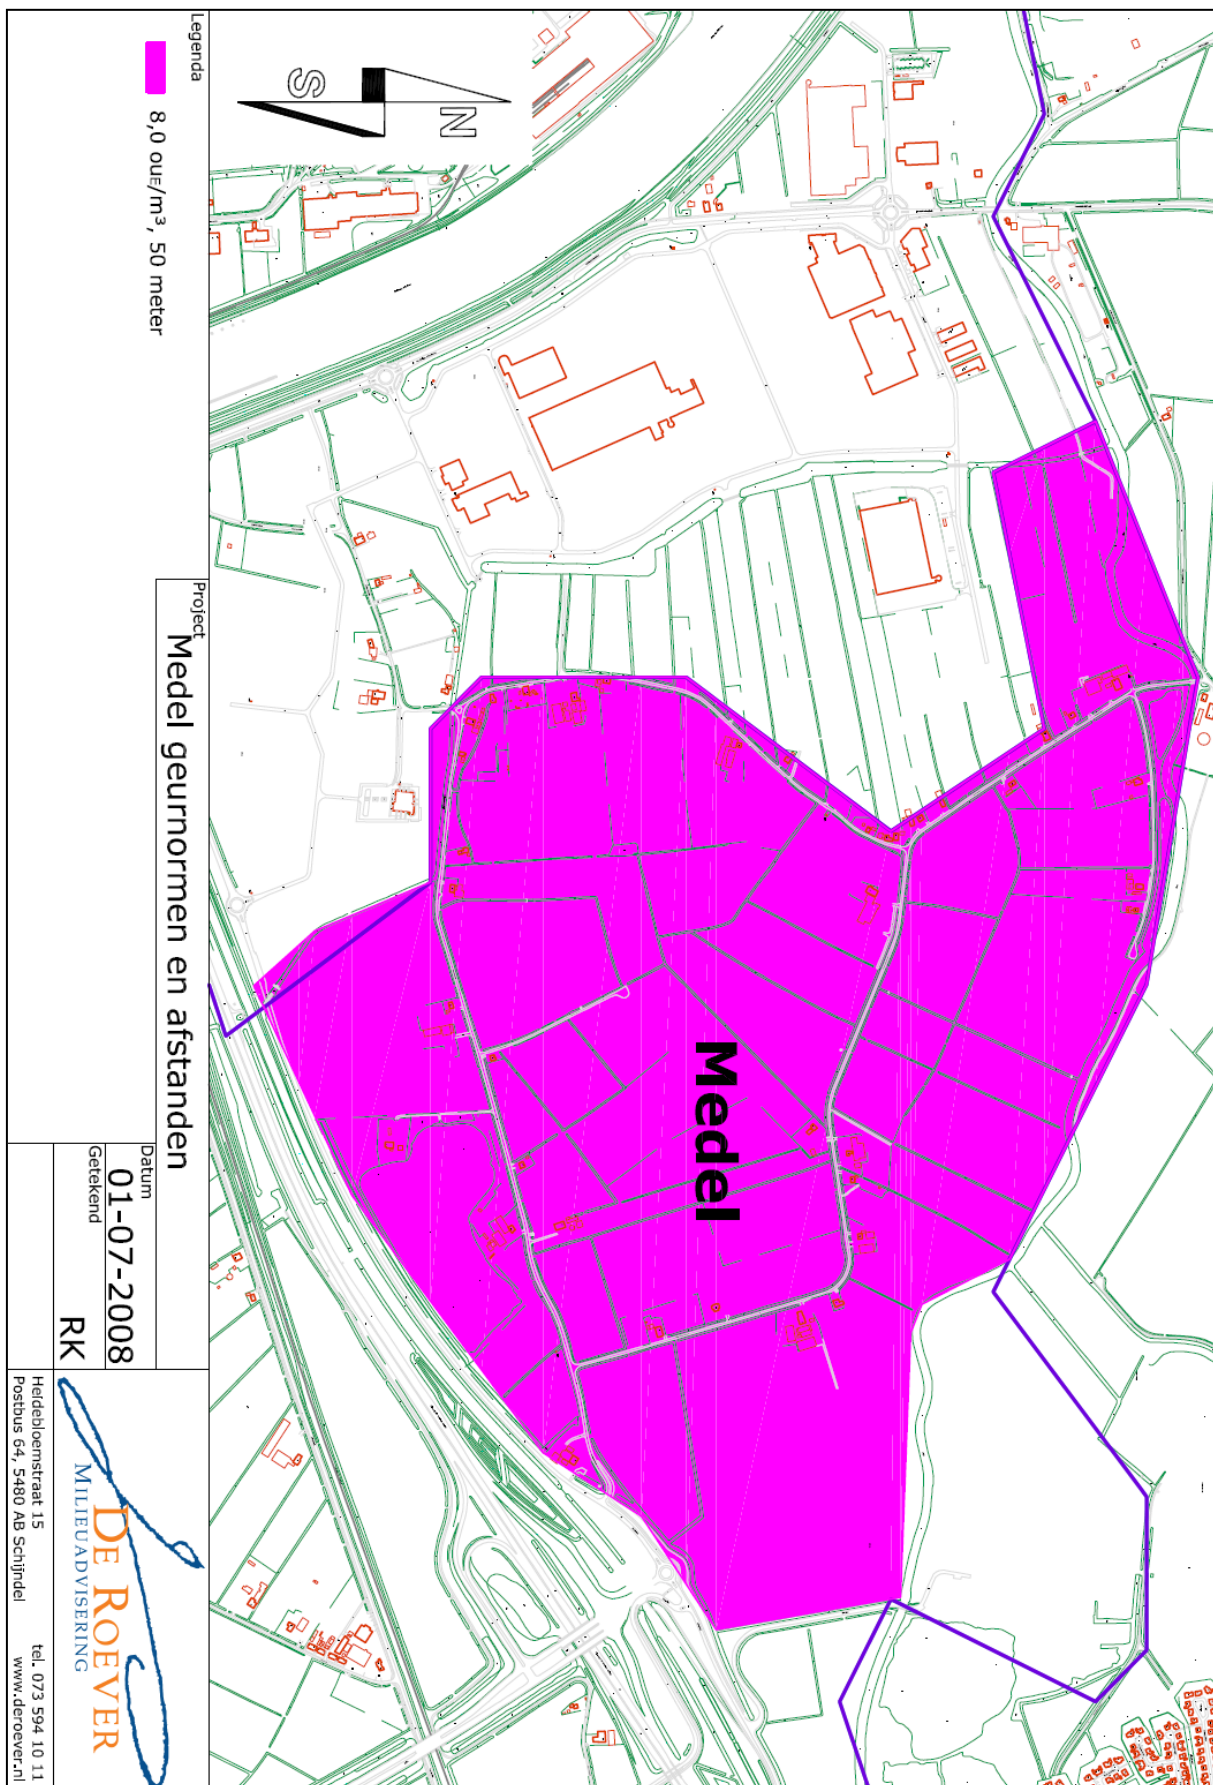 N
S
Medel
Legenda
8,0 ouE/m³, 50 meter
Project
Medel geurnormen en afstanden
Datum
01-07-2008
Getekend
RK
DE ROEVER
MILIEUADVISERING
Heidebloemstraat 15
Postbus 64, 5480 AB Schijndel
tel. 073 594 10 11
www.deroever.nl